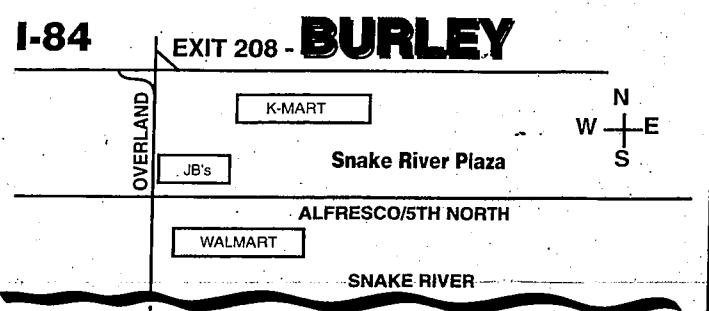 I-84
EXIT 208 - BURLEY
OVERLAND
K-MART
N
W E
S
JB's
Snake River Plaza
ALFRESCO/5TH NORTH
WALMART
SNAKE RIVER